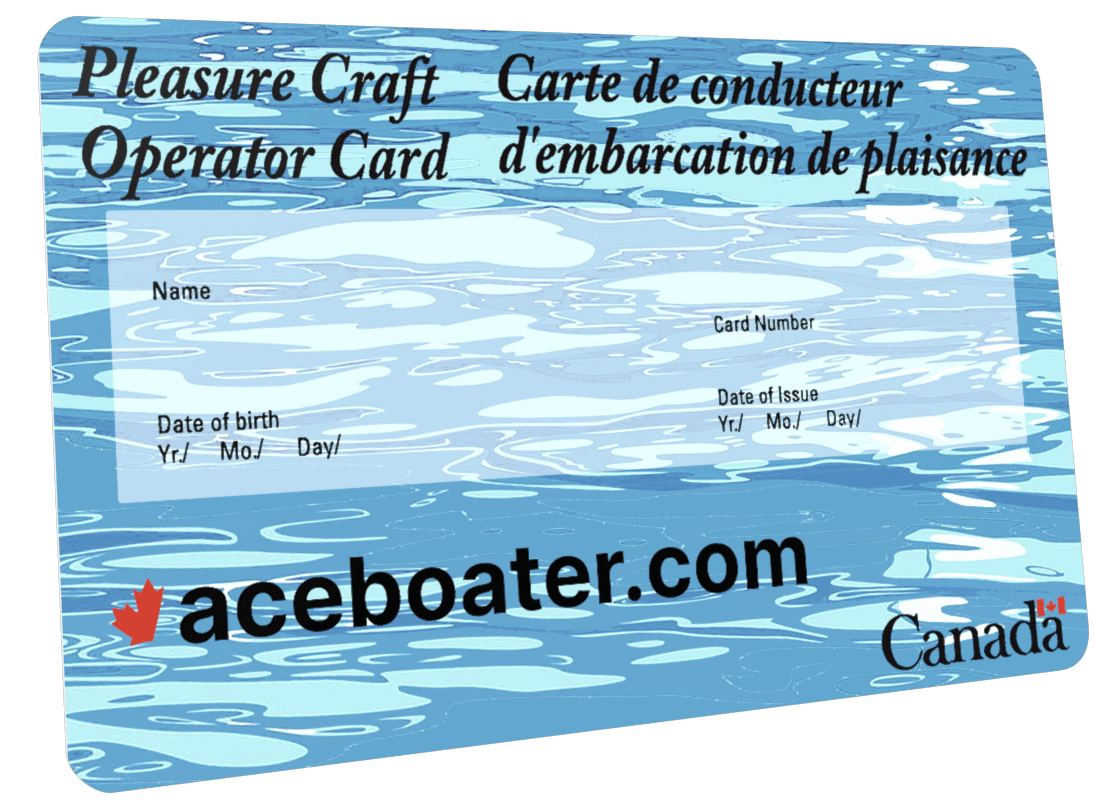 Pleasure Craft
Operator Card
Carte de conducteur
d'embarcation de plaisance
Name
Card Number
Date of birth
Yr./ Mo./ Day/
Date of Issue
Yr./ Mo./ Day/
aceboater.com
Canada